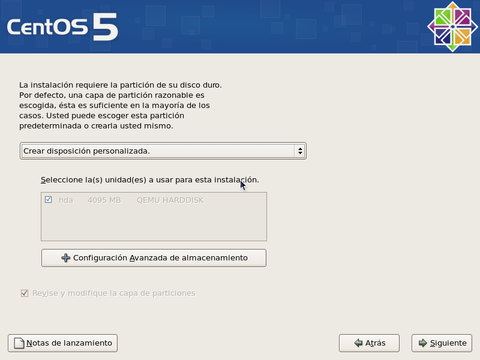 CentOS 5
La instalación requiere la partición de su disco duro.
Por defecto, una capa de partición razonable es
escogida, ésta es suficiente en la mayoría de los
casos. Usted puede escoger esta partición
predeterminada o crearla usted mismo.
Crear disposición personalizada.
Seleccione la(s) unidad(es) a usar para esta instalación.
hda 4095 MB QEMU HARDDISK
Configuración Avanzada de almacenamiento
Revise y modifique la capa de particiones
Notas de lanzamiento
Atrás
Siguiente